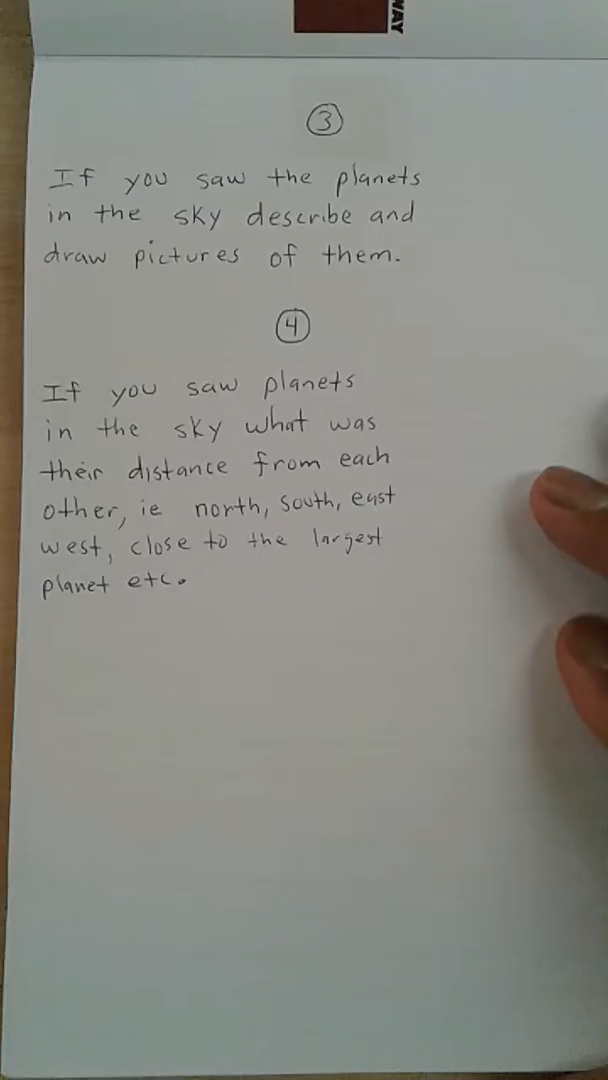 WAY
3
If you saw the planets
in the sky describe and
draw pictures of them.
4
If you saw planets
in the sky what was
their distance from each
other, ie north, south, east
west, close to the largest
planet etc.